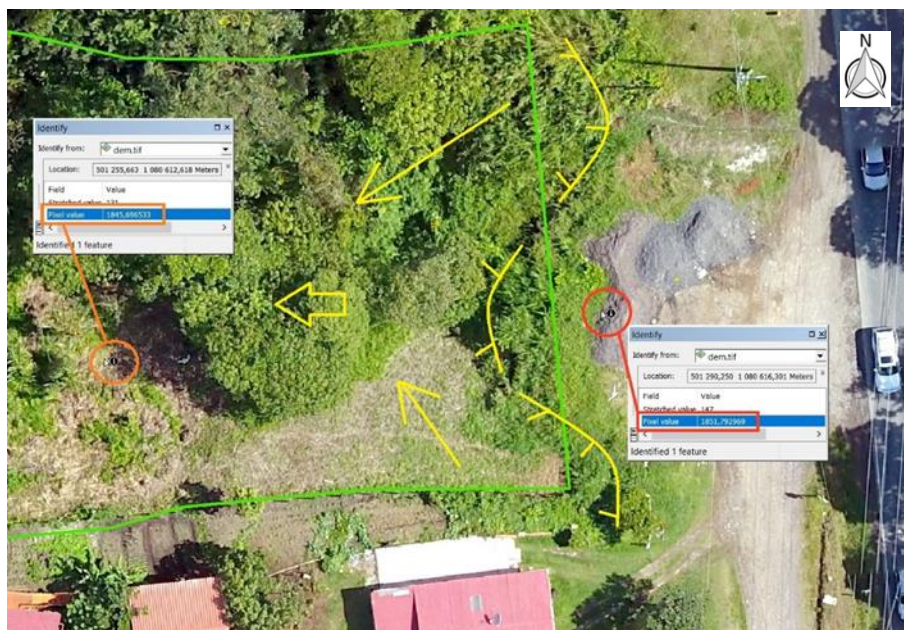 N
Identify
Identify from: dem.tif
Location: 501 255,663 1 080 612,618 Meters
Field Value
Stretched value 131
Pixel value 1845,696533
Identified 1 feature
Identify
Identify from: dem.tif
Location: 501 290,250 1 080 616,301 Meters
Field Value
Stretched value 147
Pixel value 1851,792969
Identified 1 feature